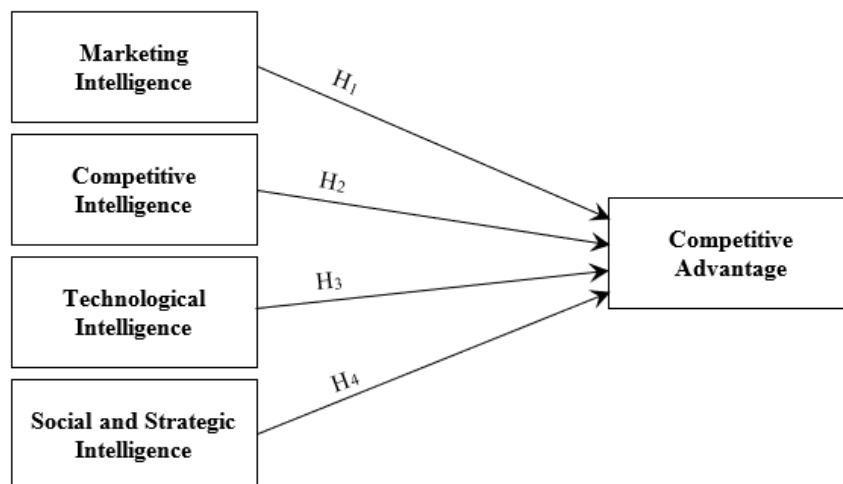 Marketing
Intelligence
H1
Competitive
Intelligence
H2
Technological
Intelligence
H3
Social and Strategic
Intelligence
H4
Competitive
Advantage